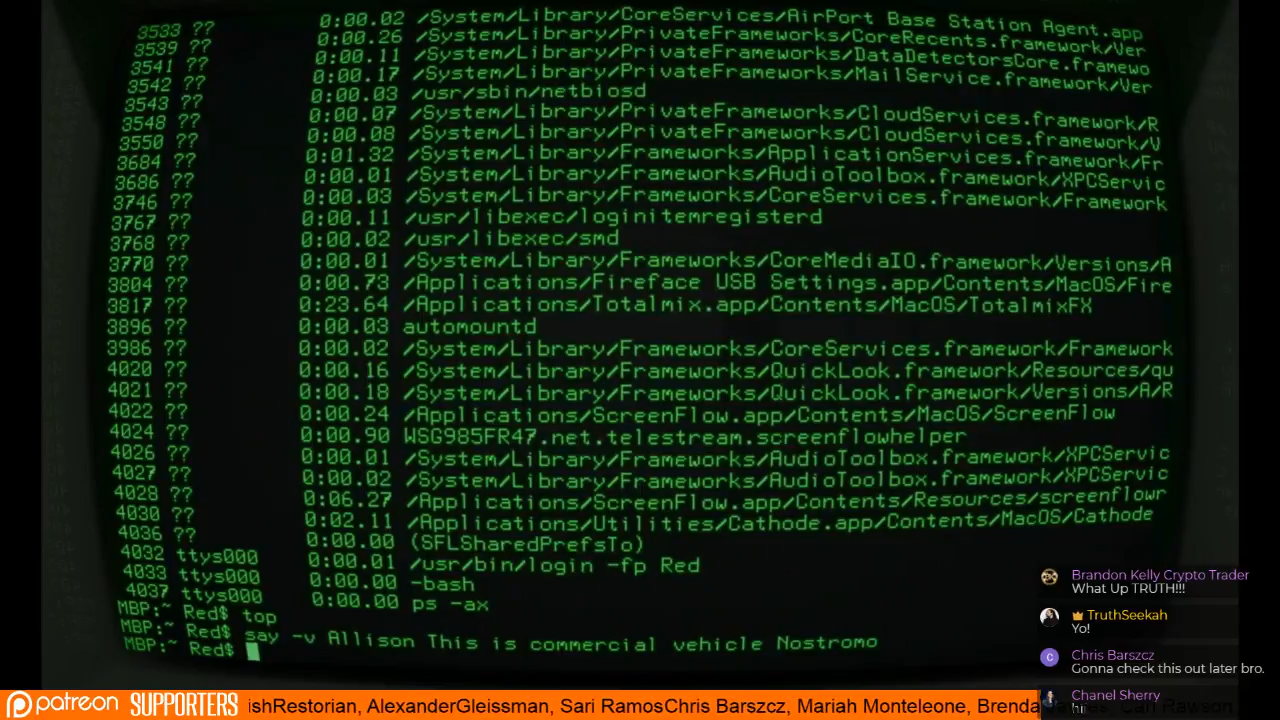 3533 ?? 0:00.02 /System/Library/CoreServices/AirPort Base Station Agent.app
3539 ?? 0:00.26 /System/Library/PrivateFrameworks/CoreRecents.framework/Ver
3541 ?? 0:00.11 /System/Library/PrivateFrameworks/DataDetectorsCore.framewo
3542 ?? 0:00.17 /System/Library/PrivateFrameworks/MailService.framework/Ver
3543 ?? 0:00.03 /usr/sbin/netbiosd
3548 ?? 0:00.07 /System/Library/PrivateFrameworks/CloudServices.framework/R
3550 ?? 0:00.08 /System/Library/PrivateFrameworks/CloudServices.framework/V
3684 ?? 0:01.32 /System/Library/Frameworks/ApplicationServices.framework/Fr
3686 ?? 0:00.01 /System/Library/Frameworks/AudioToolbox.framework/XPCServic
3746 ?? 0:00.03 /System/Library/Frameworks/CoreServices.framework/Framework
3767 ?? 0:00.11 /usr/libexec/loginitemregisterd
3768 ?? 0:00.02 /usr/libexec/smd
3770 ?? 0:00.01 /System/Library/Frameworks/CoreMediaIO.framework/Versions/A
3804 ?? 0:00.73 /Applications/Fireface USB Settings.app/Contents/MacOS/Fire
3817 ?? 0:23.64 /Applications/Totalmix.app/Contents/MacOS/TotalmixFX
3896 ?? 0:00.03 automountd
3986 ?? 0:00.02 /System/Library/Frameworks/CoreServices.framework/Framework
4020 ?? 0:00.16 /System/Library/Frameworks/QuickLook.framework/Resources/qu
4021 ?? 0:00.18 /System/Library/Frameworks/QuickLook.framework/Versions/A/R
4022 ?? 0:00.24 /Applications/ScreenFlow.app/Contents/MacOS/ScreenFlow
4024 ?? 0:00.90 WSG985FR47.net.telestream.screenflowhelper
4026 ?? 0:00.01 /System/Library/Frameworks/AudioToolbox.framework/XPCServic
4027 ?? 0:00.02 /System/Library/Frameworks/AudioToolbox.framework/XPCServic
4028 ?? 0:06.27 /Applications/ScreenFlow.app/Contents/Resources/screenflowr
4030 ?? 0:02.11 /Applications/Utilities/Cathode.app/Contents/MacOS/Cathode
4036 ?? 0:00.00 (SFLSharedPrefsTo)
4032 ttys000 0:00.01 /usr/bin/login -fp Red
4033 ttys000 0:00.00 -bash
4037 ttys000 0:00.00 ps -ax
MBP:~ Red$ top
MBP:~ Red$ say -v Allison This is commercial vehicle Nostromo
MBP:~ Red$
Brandon Kelly Crypto Trader
What Up TRUTH!!!
TruthSeekah
Yo!
C Chris Barszcz
Gonna check this out later bro.
Chanel Sherry
hi
patreon SUPPORTERS ishRestorian, AlexanderGleissman, Sari RamosChris Barszcz, Mariah Monteleone,